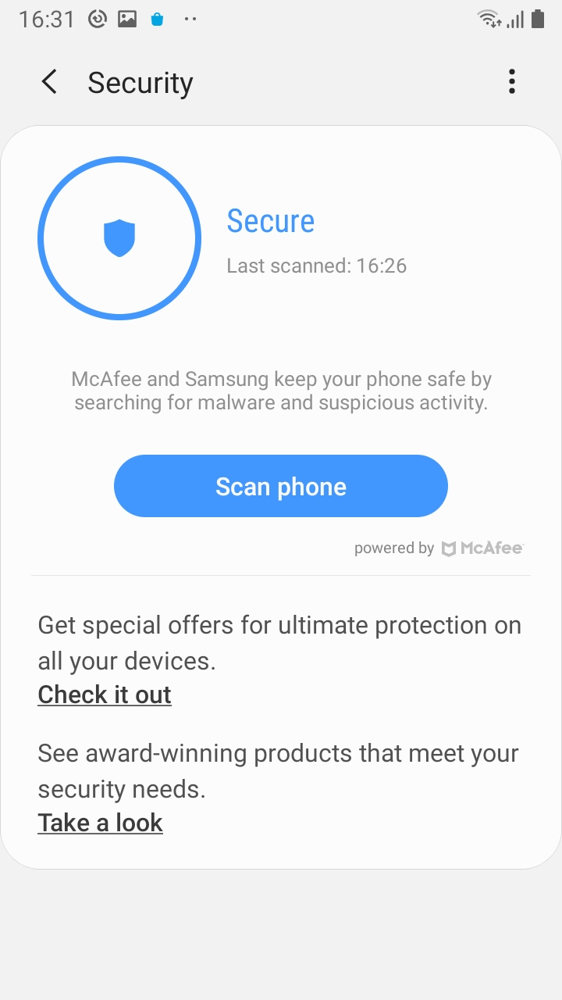 16:31
Security
Secure
Last scanned: 16:26
McAfee and Samsung keep your phone safe by
searching for malware and suspicious activity.
Scan phone
powered by McAfee
Get special offers for ultimate protection on
all your devices.
Check it out
See award-winning products that meet your
security needs.
Take a look